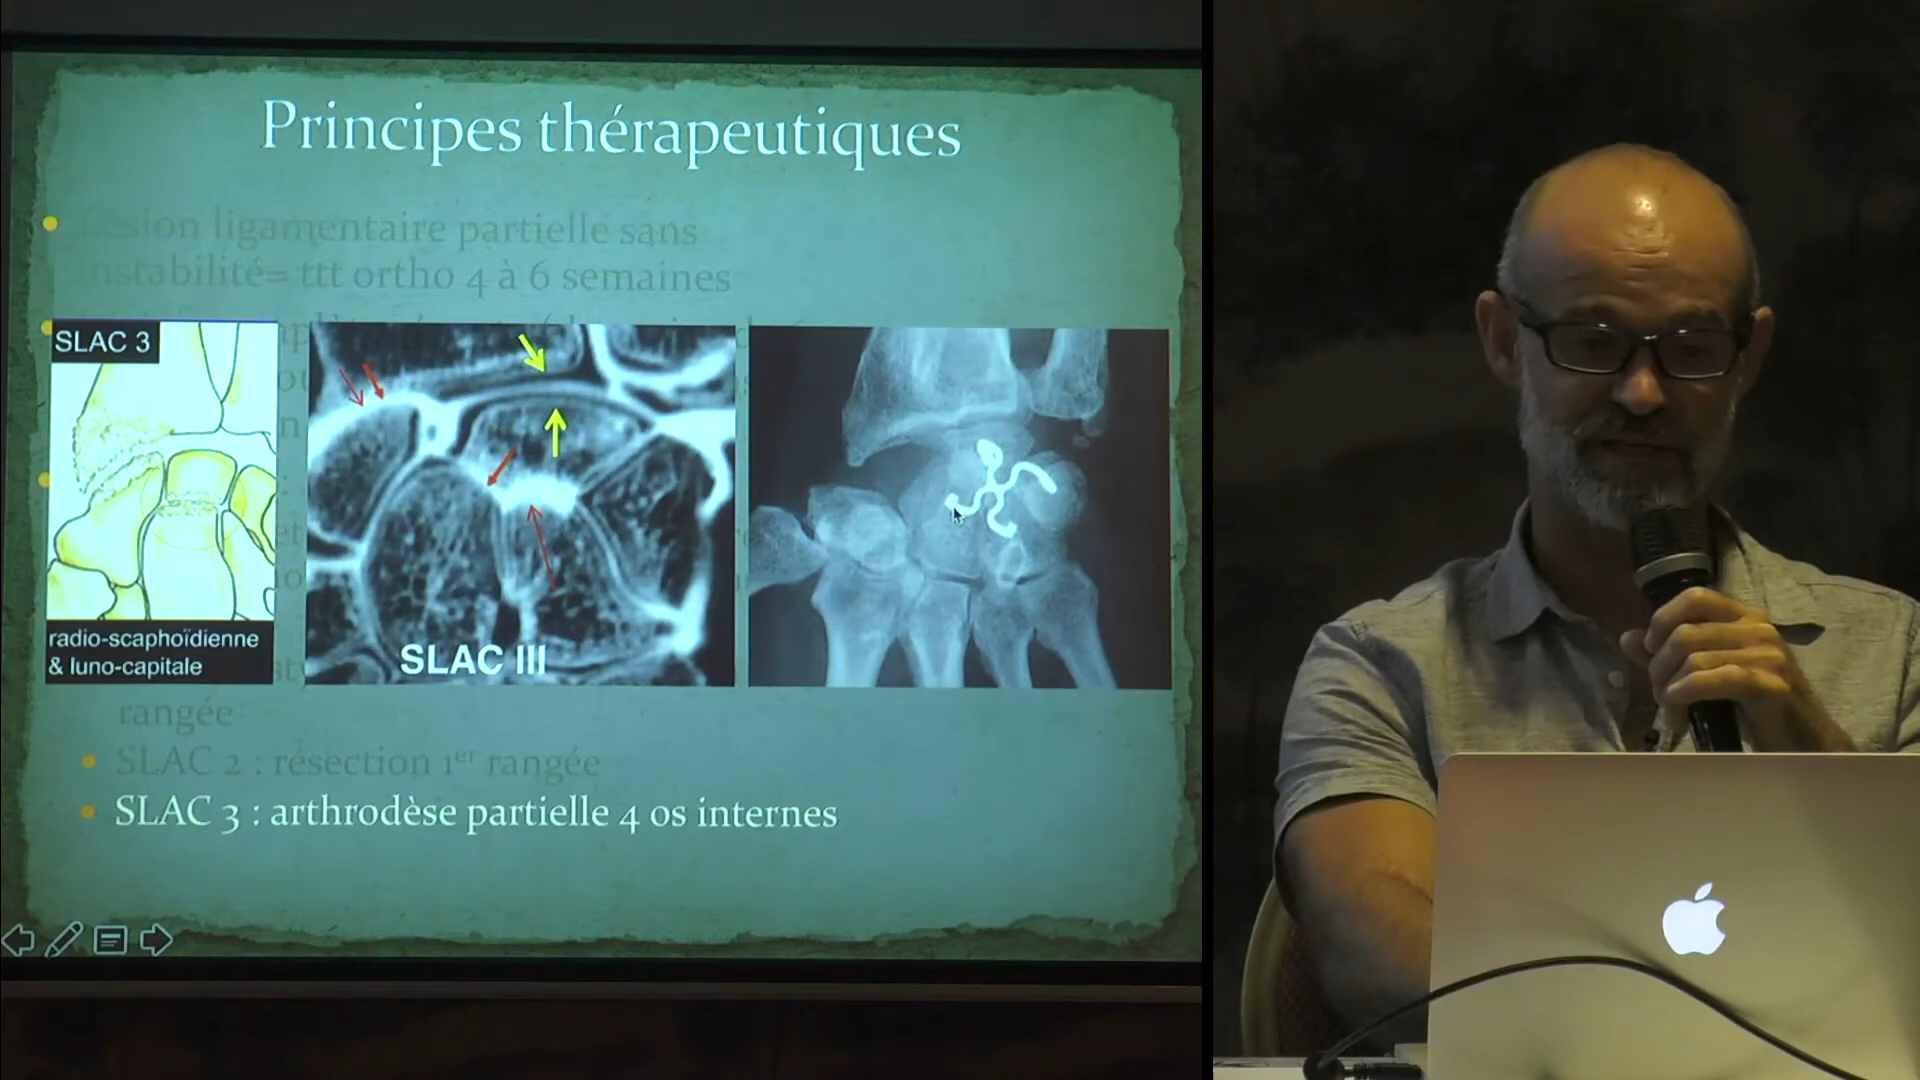 Principes thérapeutiques
Lésion ligamentaire partielle sans
instabilité= ttt ortho 4 à 6 semaines
SLAC 3
radio-scaphoïdienne
& luno-capitale
SLAC III
rangée
SLAC 2 : résection 1er rangée
SLAC 3 : arthrodèse partielle 4 os internes